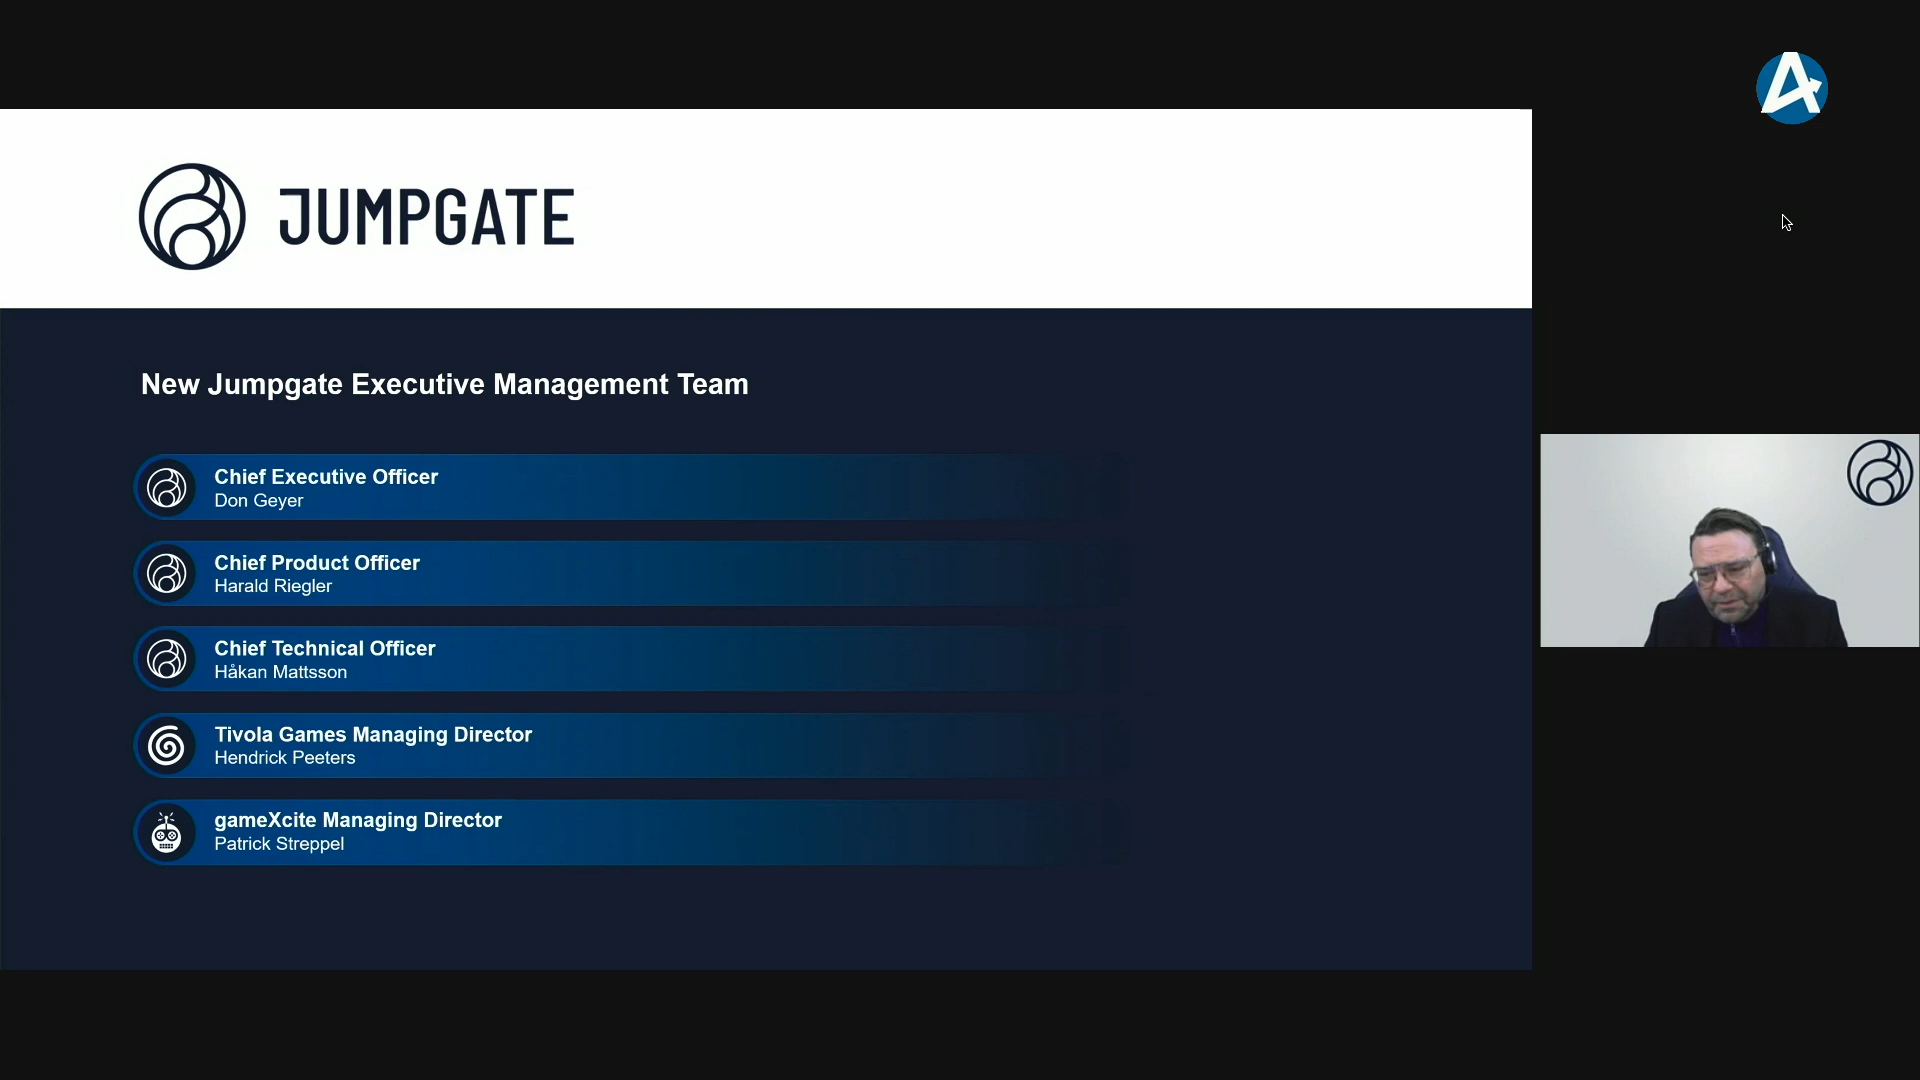 JUMPGATE
New Jumpgate Executive Management Team
Chief Executive Officer
Don Geyer
Chief Product Officer
Harald Riegler
Chief Technical Officer
Håkan Mattsson
Tivola Games Managing Director
Hendrick Peeters
gameXcite Managing Director
Patrick Streppel